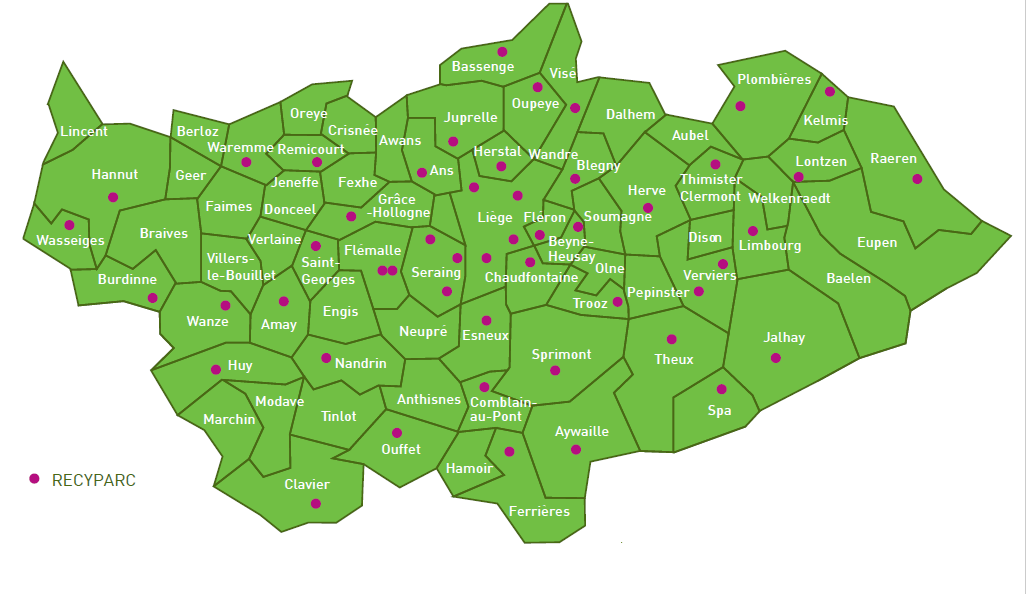 Bassenge
Visé
Plombières
Oupeye
Oreye
Juprelle
Dalhem
Kelmis
Lincent
Berloz
Crisnée
Aubel
Waremme
Remicourt
Awans
Herstal
Wandre
Lontzen
Raeren
Hannut
Geer
Jeneffe
Fexhe
Ans
Blegny
Thimister
Clermont
Herve
Welkenraedt
Faimes
Donceel
Grâce
-Hollogne
Liège
Fléron
Soumagne
Wasseiges
Braives
Verlaine
Flémalle
Beyne-
Heusay
Dison
Limbourg
Eupen
Villers-
le-Bouillet
Saint-
Georges
Seraing
Chaudfontaine
Olne
Verviers
Baelen
Burdinne
Trooz
Pepinster
Wanze
Amay
Engis
Neupré
Esneux
Jalhay
Huy
Nandrin
Sprimont
Theux
Modave
Anthisnes
Comblain-
au-Pont
Spa
Marchin
Tinlot
Aywaille
Ouffet
Hamoir
RECYPARC
Clavier
Ferrières